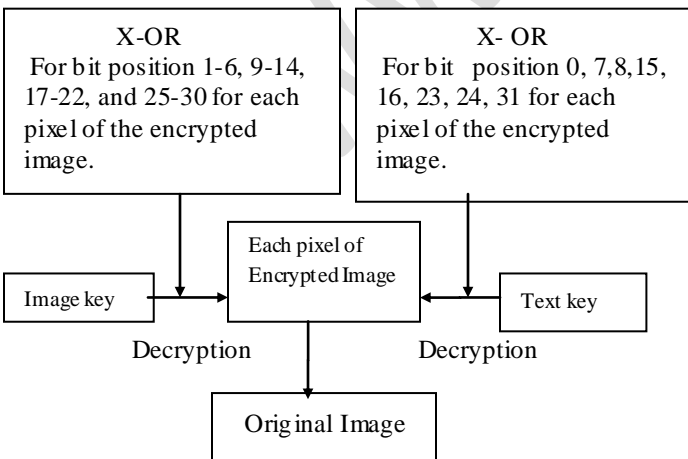 X-OR
For bit position 1-6, 9-14,
17-22, and 25-30 for each
pixel of the encrypted
image.
X- OR
For bit position 0, 7,8,15,
16, 23, 24, 31 for each
pixel of the encrypted
image.
Each pixel of
Encrypted Image
Image key
Text key
Decryption
Decryption
Original Image